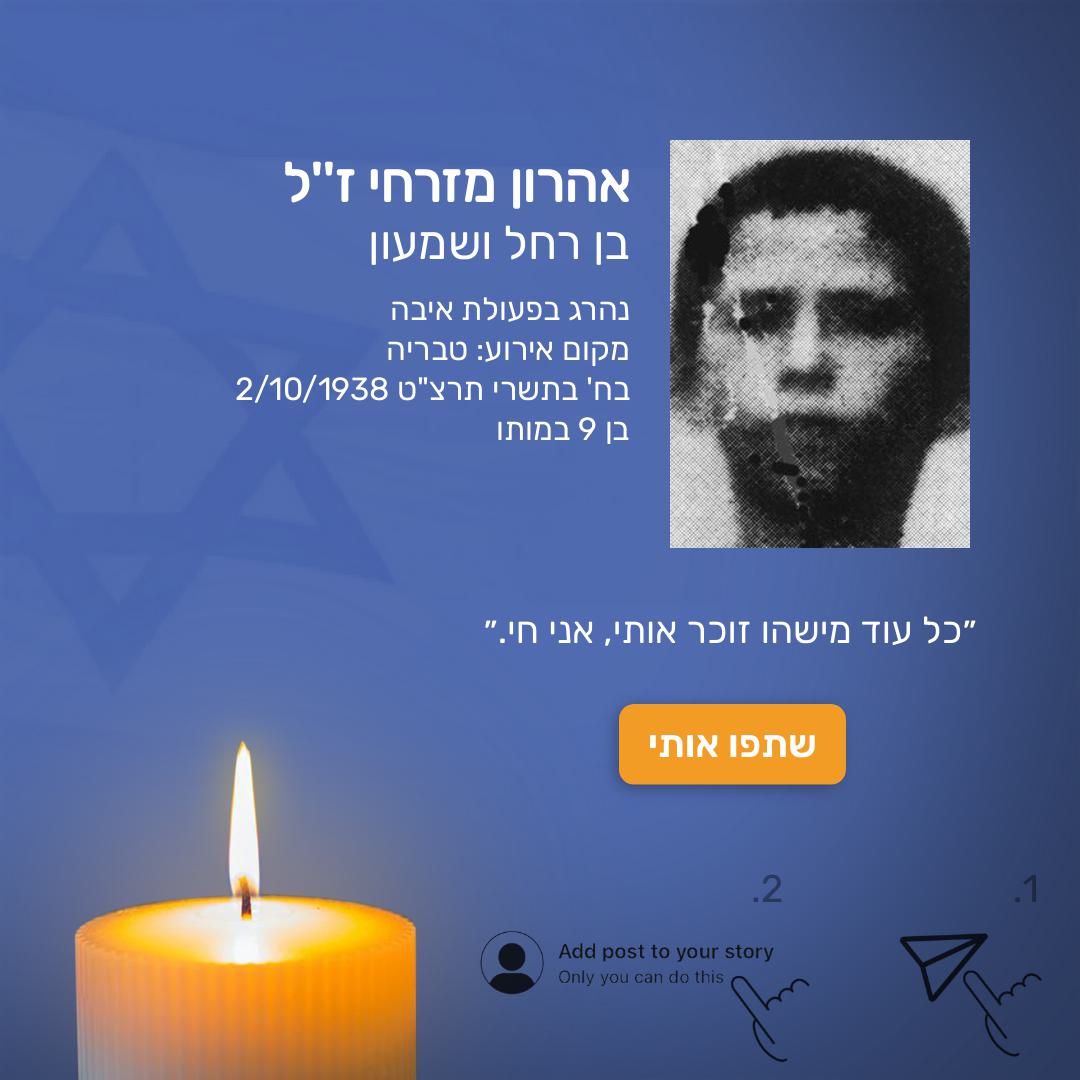 אהרון מזרחי ז"ל
בן רחל ושמעון
נהרג בפעולת איבה
מקום אירוע: טבריה
בח' בתשרי תרצ"ט 2/10/1938
בן 9 במותו
״כל עוד מישהו זוכר אותי, אני חי.״
שתפו אותי
.1
.2
Add post to your story
Only you can do this